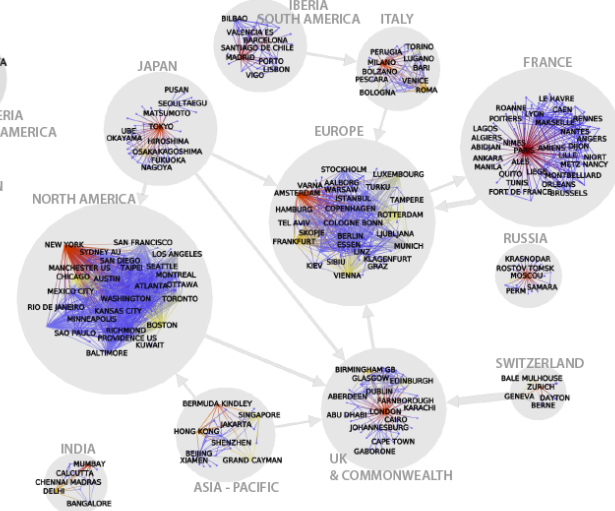 IBERIA
SOUTH AMERICA
BILBAO
VALENCIA ES
BARCELONA
SANTIAGO DE CHILE
MADRID
PORTO
LISBON
VIGO
ITALY
PERUGIA
TORINO
MILANO
LUGANO
BOLZANO
BARI
PESCARA
VENICE
BOLOGNA
ROMA
JAPAN
PUSAN
SEOUL
TAEGU
MATSUMOTO
TOKYO
UBE
OKAYAMA
HIROSHIMA
OSAKA
KAGOSHIMA
FUKUOKA
NAGOYA
FRANCE
LE HAVRE
ROANNE
LYON
CAEN
POITIERS
MARSEILLE
RENNES
LAGOS
NANTES
ALGIERS
NIMES
ANGERS
ABIDJAN
PARIS
AMIENS
DIJON
ANKARA
ALES
LILLE
NIORT
MANILA
METZ
NANCY
QUITO
LIEGE
MONTBELLIARD
TUNIS
ORLEANS
FORT DE FRANCE
BRUSSELS
ERIA
AMERICA
A
N
EUROPE
STOCKHOLM
LUXEMBOURG
VARNA
AALBORG
TURKU
AMSTERDAM
WARSAW
ISTANBUL
TAMPERE
HAMBURG
COPENHAGEN
ROTTERDAM
TEL AVIV
COLOGNE BONN
SKOPJE
BERLIN
LJUBLJANA
FRANKFURT
ESSEN
MUNICH
LINZ
SIBIU
KLAGENFURT
KIEV
GRAZ
VIENNA
NORTH AMERICA
NEW YORK
SAN FRANCISCO
SYDNEY AU
LOS ANGELES
SAN DIEGO
MANCHESTER US
TAIPEI
SEATTLE
CHICAGO
AUSTIN
MONTREAL
ATLANTA
OTTAWA
MEXICO CITY
WASHINGTON
TORONTO
RIO DE JANEIRO
KANSAS CITY
MINNEAPOLIS
SAO PAULO
RICHMOND
BOSTON
PROVIDENCE US
KUWAIT
BALTIMORE
RUSSIA
KRASNODAR
ROSTOV
TOMSK
MOSCOU
PERM
SAMARA
SWITZERLAND
BALE MULHOUSE
ZURICH
GENEVA
DAYTON
BERNE
BIRMINGHAM GB
GLASGOW
EDINBURGH
DUBLIN
ABERDEEN
FARNBOROUGH
ABU DHABI
LONDON
KARACHI
CAIRO
JOHANNESBURG
CAPE TOWN
GABORONE
UK
& COMMONWEALTH
BERMUDA KINDLEY
SINGAPORE
JAKARTA
HONG KONG
SHENZHEN
BEIJING
XIAMEN
GRAND CAYMAN
ASIA - PACIFIC
INDIA
MUMBAY
CALCUTTA
CHENNAI MADRAS
DELHI
BANGALORE